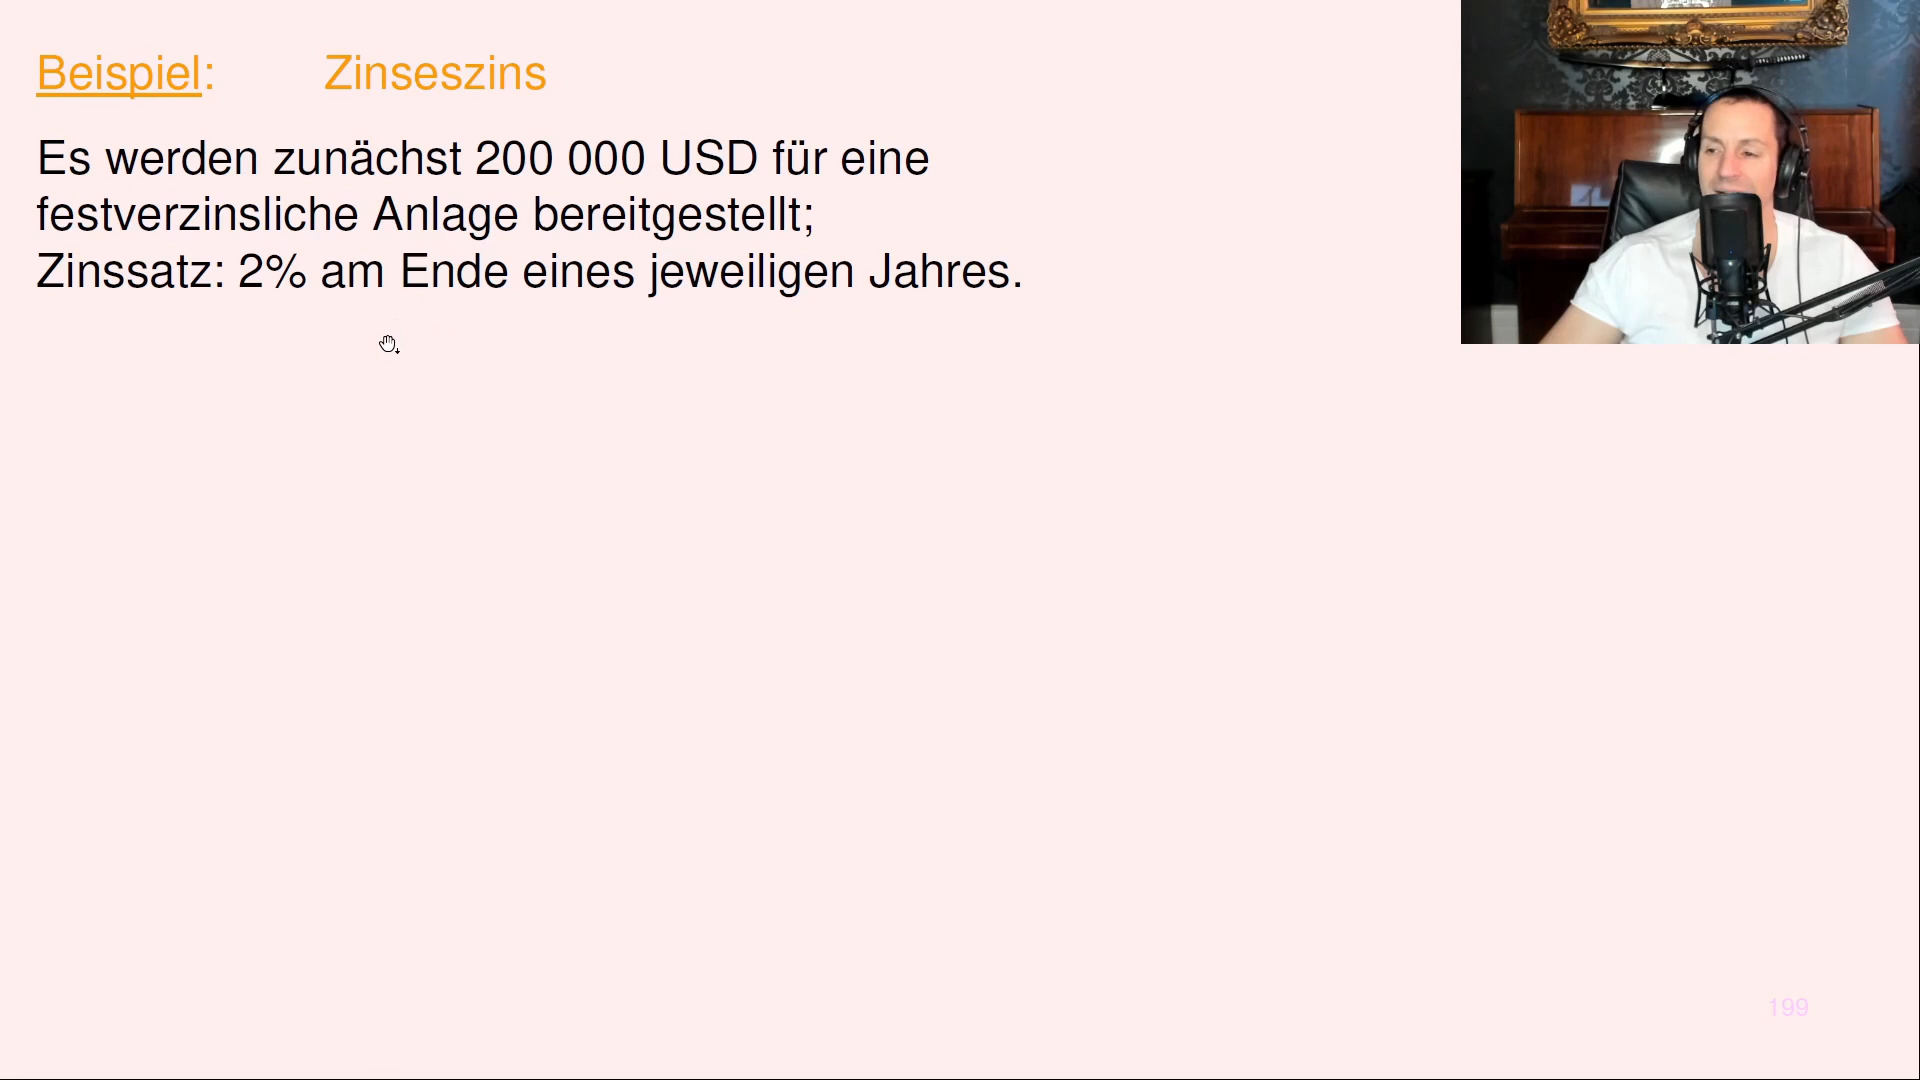 Beispiel: Zinseszins
Es werden zunächst 200 000 USD für eine
festverzinsliche Anlage bereitgestellt;
Zinssatz: 2% am Ende eines jeweiligen Jahres.
199